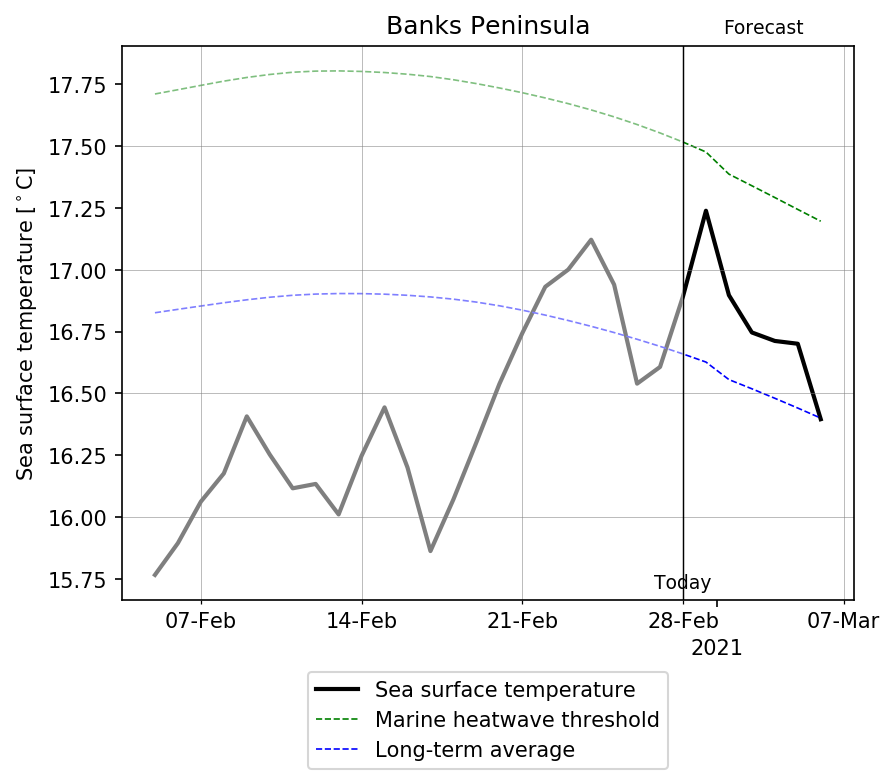 Banks Peninsula
Forecast
Sea surface temperature [°C]
17.75
17.50
17.25
17.00
16.75
16.50
16.25
16.00
15.75
Today
07-Feb 14-Feb 21-Feb 28-Feb 07-Mar
2021
Sea surface temperature
Marine heatwave threshold
Long-term average